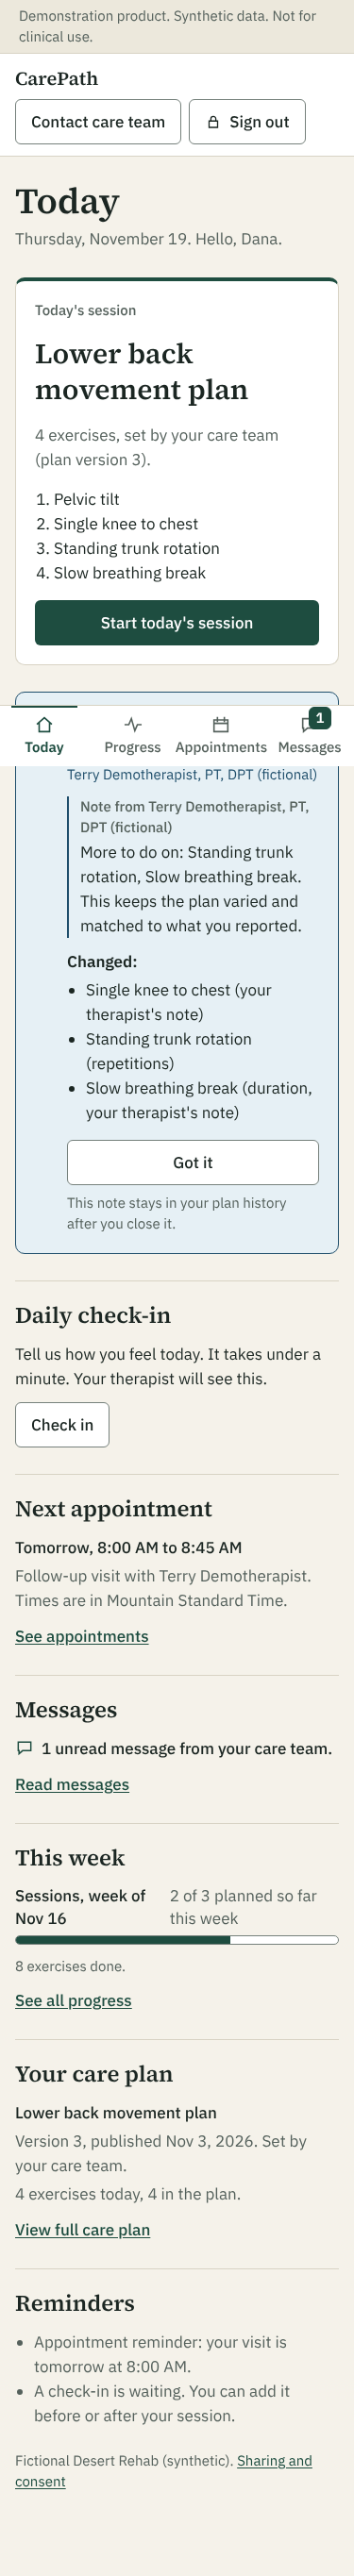 Demonstration product. Synthetic data. Not for
clinical use.
CarePath
Contact care team
Sign out
Today
Thursday, November 19. Hello, Dana.
Today's session
Lower back
movement plan
4 exercises, set by your care team
(plan version 3).
1. Pelvic tilt
2. Single knee to chest
3. Standing trunk rotation
4. Slow breathing break
Start today's session
1
Today
Progress
Appointments
Messages
Terry Demotherapist, PT, DPT (fictional)
Note from Terry Demotherapist, PT,
DPT (fictional)
More to do on: Standing trunk
rotation, Slow breathing break.
This keeps the plan varied and
matched to what you reported.
Changed:
• Single knee to chest (your
therapist's note)
• Standing trunk rotation
(repetitions)
• Slow breathing break (duration,
your therapist's note)
Got it
This note stays in your plan history
after you close it.
Daily check-in
Tell us how you feel today. It takes under a
minute. Your therapist will see this.
Check in
Next appointment
Tomorrow, 8:00 AM to 8:45 AM
Follow-up visit with Terry Demotherapist.
Times are in Mountain Standard Time.
See appointments
Messages
1 unread message from your care team.
Read messages
This week
Sessions, week of
Nov 16
2 of 3 planned so far
this week
8 exercises done.
See all progress
Your care plan
Lower back movement plan
Version 3, published Nov 3, 2026. Set by
your care team.
4 exercises today, 4 in the plan.
View full care plan
Reminders
• Appointment reminder: your visit is
tomorrow at 8:00 AM.
• A check-in is waiting. You can add it
before or after your session.
Fictional Desert Rehab (synthetic). Sharing and
consent